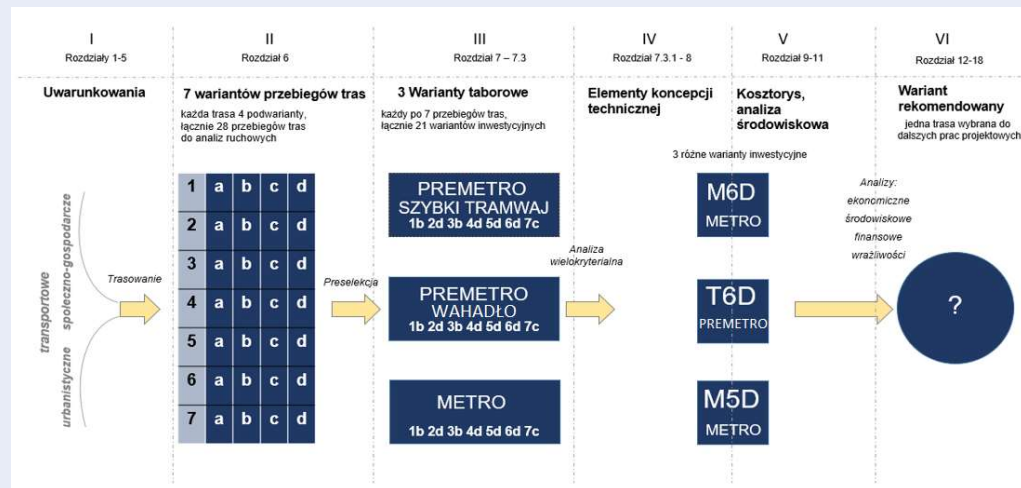 I
Rozdziały 1-5
II
Rozdział 6
III
Rozdział 7 – 7.3
IV
Rozdział 7.3.1 - 8
V
Rozdział 9-11
VI
Rozdział 12-18
Uwarunkowania
7 wariantów przebiegów tras
każda trasa 4 podwarianty,
łącznie 28 przebiegów tras
do analiz ruchowych
3 Warianty taborowe
każdy po 7 przebiegów tras,
łącznie 21 wariantów inwestycyjnych
Elementy koncepcji
technicznej
Kosztorys,
analiza
środowiskowa
Wariant
rekomendowany
jedna trasa wybrana do
dalszych prac projektowych
3 różne warianty inwestycyjne
transportowe
społeczno-gospodarcze
urbanistyczne
Trasowanie
1 a b c d
2 a b c d
3 a b c d
4 a b c d
5 a b c d
6 a b c d
7 a b c d
Preselekcja
PREMETRO
SZYBKI TRAMWAJ
1b 2d 3b 4d 5d 6d 7c
PREMETRO
WAHADŁO
1b 2d 3b 4d 5d 6d 7c
METRO
1b 2d 3b 4d 5d 6d 7c
Analiza
wielokryterialna
M6D
METRO
T6D
PREMETRO
M5D
METRO
Analizy:
ekonomiczne
środowiskowe
finansowe
wrażliwości
?